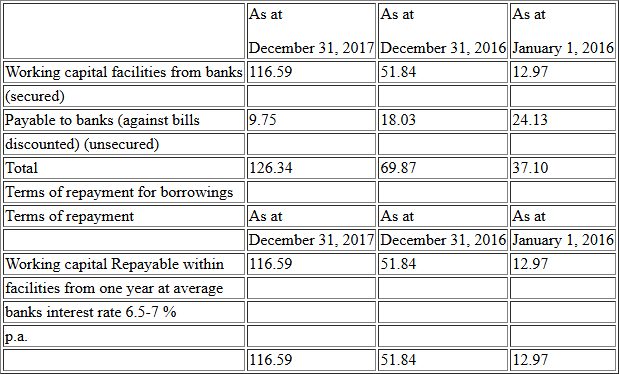 As at As at As at
December 31, 2017 December 31, 2016 January 1, 2016
Working capital facilities from banks 116.59 51.84 12.97
(secured)
Payable to banks (against bills 9.75 18.03 24.13
discounted) (unsecured)
Total 126.34 69.87 37.10
Terms of repayment for borrowings
Terms of repayment As at As at As at
December 31, 2017 December 31, 2016 January 1, 2016
Working capital Repayable within 116.59 51.84 12.97
facilities from one year at average
banks interest rate 6.5-7 %
p.a.
116.59 51.84 12.97